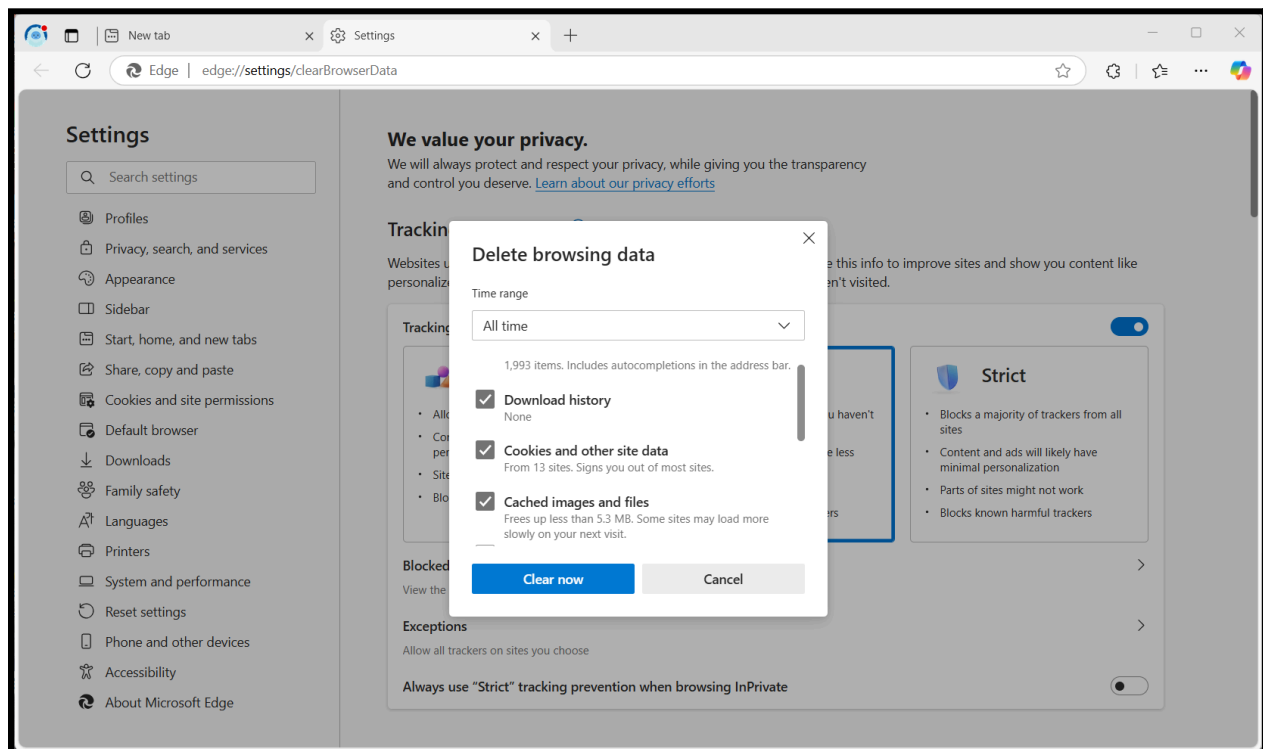 New tab
Settings
Edge | edge://settings/clearBrowserData
Settings
Search settings
Profiles
Privacy, search, and services
Appearance
Sidebar
Start, home, and new tabs
Share, copy and paste
Cookies and site permissions
Default browser
Downloads
Family safety
Languages
Printers
System and performance
Reset settings
Phone and other devices
Accessibility
About Microsoft Edge
We value your privacy.
We will always protect and respect your privacy, while giving you the transparency
and control you deserve. Learn about our privacy efforts
Trackin
Websites u
e this info to improve sites and show you content like
personaliz
en't visited.
Tracking
• Allo
• Con
per
• Site
• Blo
u haven't
e less
ers
Strict
• Blocks a majority of trackers from all
sites
• Content and ads will likely have
minimal personalization
• Parts of sites might not work
• Blocks known harmful trackers
Blocked
View the
Exceptions
Allow all trackers on sites you choose
Always use “Strict” tracking prevention when browsing InPrivate
Delete browsing data
Time range
All time
1,993 items. Includes autocompletions in the address bar.
Download history
None
Cookies and other site data
From 13 sites. Signs you out of most sites.
Cached images and files
Frees up less than 5.3 MB. Some sites may load more
slowly on your next visit.
Clear now
Cancel